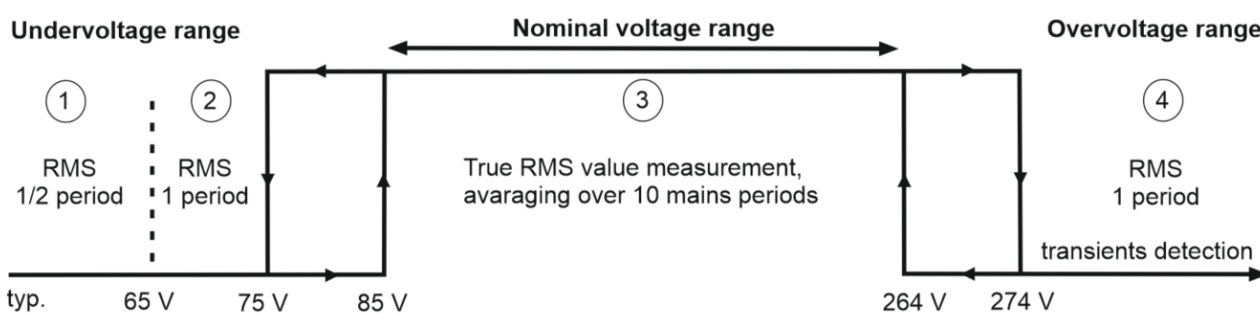 Undervoltage range
Nominal voltage range
Overvoltage range
1
2
3
4
RMS
1/2 period
RMS
1 period
True RMS value measurement,
avaraging over 10 mains periods
RMS
1 period
transients detection
typ.
65 V
75 V
85 V
264 V
274 V